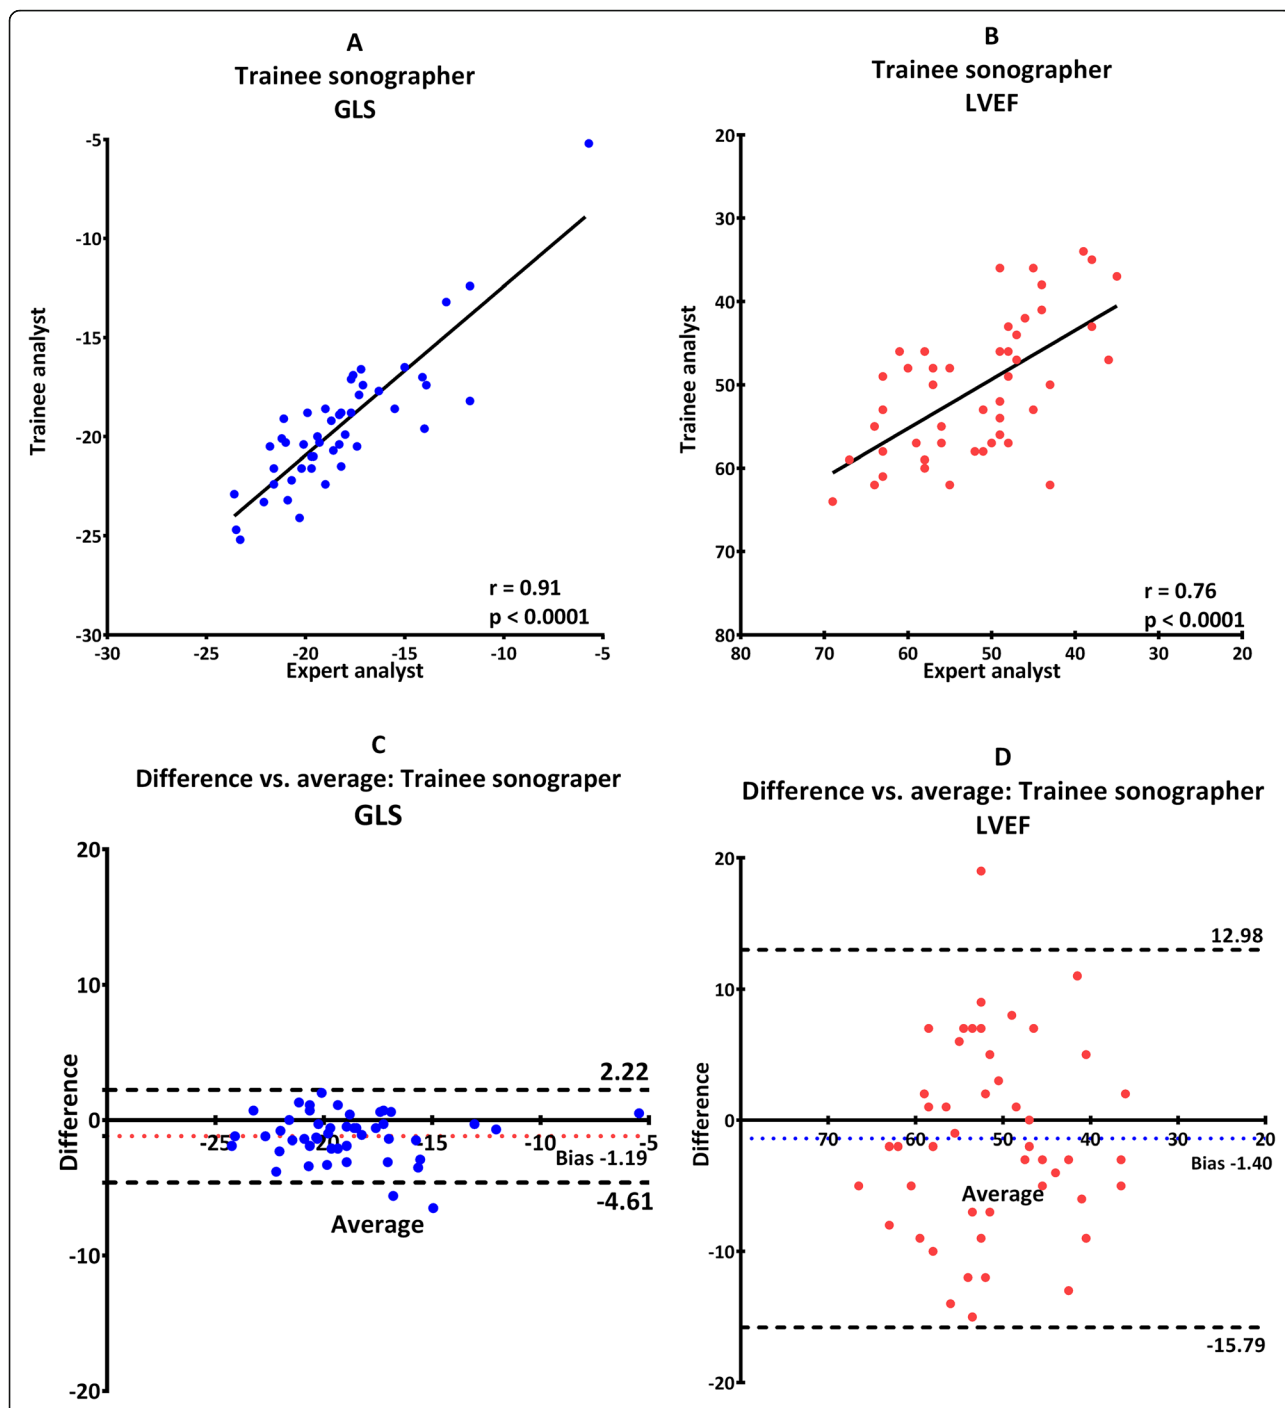 A
Trainee sonographer
GLS
-5
-10
-15
-20
-25
-30
Trainee analyst
r = 0.91
p < 0.0001
-30 -25 -20 -15 -10 -5
Expert analyst
B
Trainee sonographer
LVEF
20
30
40
50
60
70
80
Trainee analyst
r = 0.76
p < 0.0001
80 70 60 50 40 30 20
Expert analyst
C
Difference vs. average: Trainee sonograper
GLS
20
10
0
-10
-20
Difference
2.22
-25 -20 -15 -10 -5
Bias -1.19
-4.61
Average
D
Difference vs. average: Trainee sonographer
LVEF
20
10
0
-10
-20
Difference
12.98
70 60 50 40 30 20
Bias -1.40
Average
-15.79